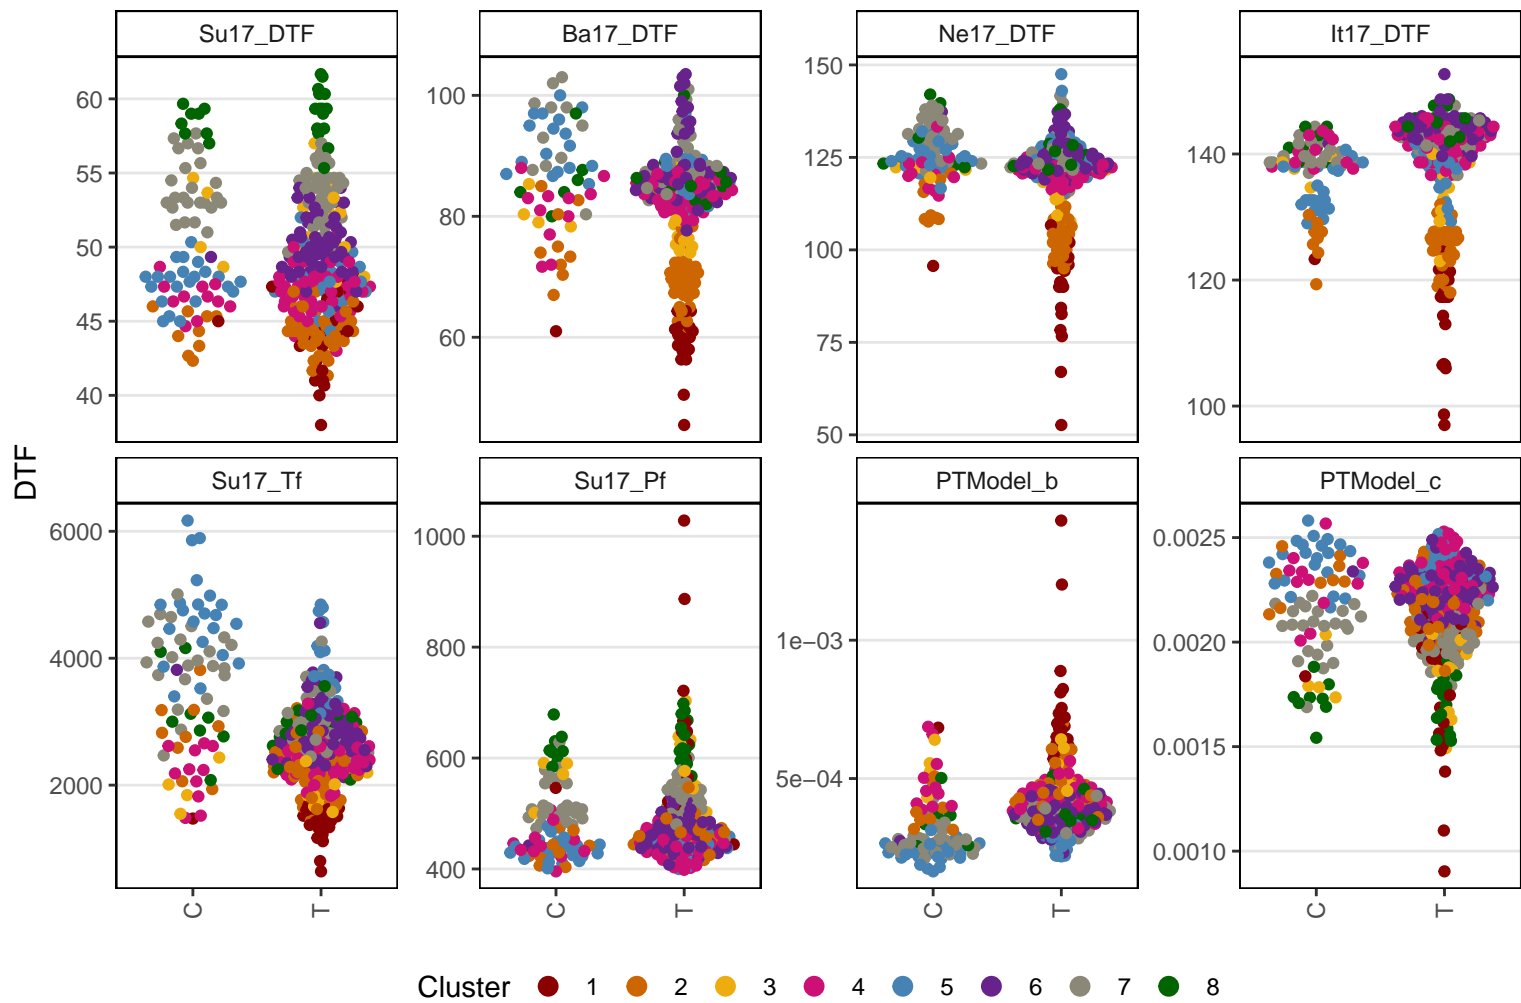 Su17_DTF Ba17_DTF Ne17_DTF It17_DTF
60 55 50 45 40
100 80 60
150 125 100 75 50
140 120 100
DTF
Su17_Tf Su17_Pf PTModel_b PTModel_c
6000 4000 2000
1000 800 600 400
1e−03 5e−04
0.0025 0.0020 0.0015 0.0010
C T C T C T C T
Cluster 1 2 3 4 5 6 7 8